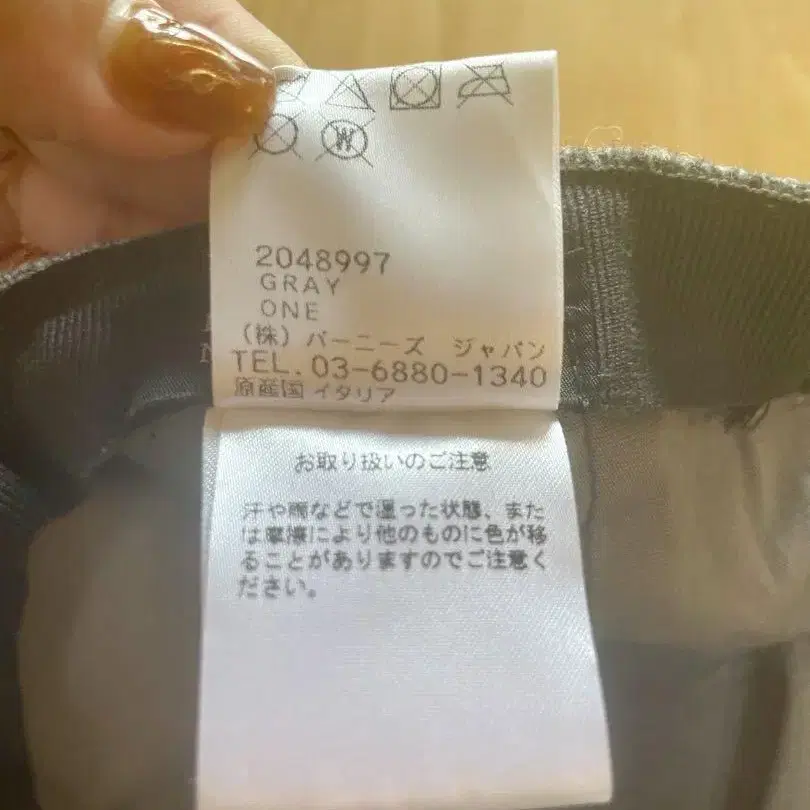 2048997
GRAY
ONE
(株) バーニーズ ジャパン
TEL. 03-6880-1340
原産国 イタリア
お取り扱いのご注意
汗や雨などで湿った状態、また
は摩擦により他のものに色が移
ることがありますのでご注意く
ださい。